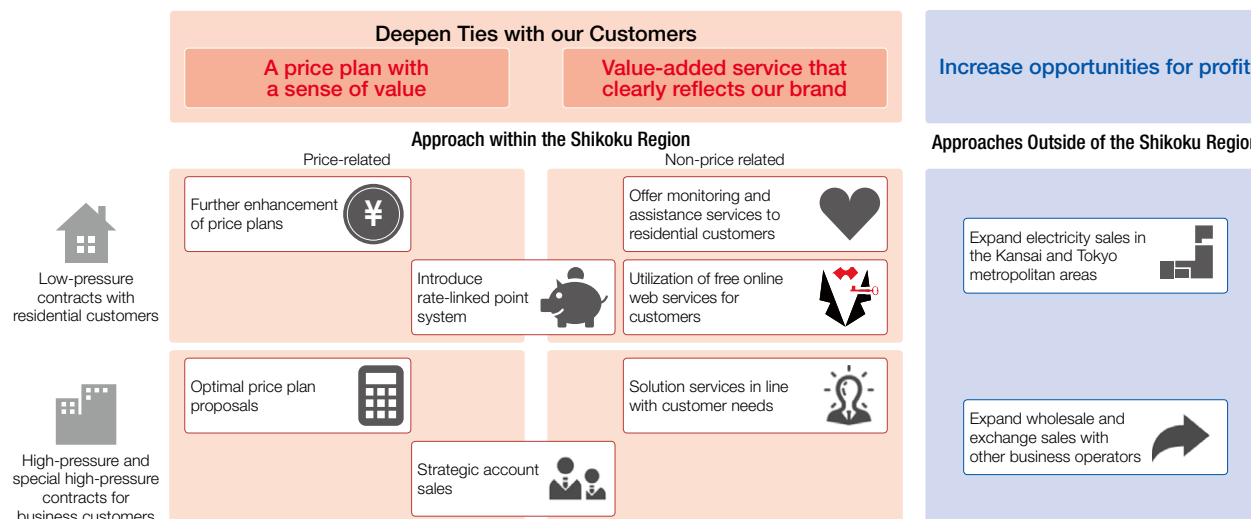 Deepen Ties with our Customers
A price plan with
a sense of value
Value-added service that
clearly reflects our brand
Increase opportunities for profit
Approach within the Shikoku Region
Approaches Outside of the Shikoku Region
Price-related
Non-price related
Low-pressure
contracts with
residential customers
Further enhancement
of price plans
¥
Introduce
rate-linked point
system
Offer monitoring and
assistance services to
residential customers
Utilization of free online
web services for
customers
Expand electricity sales in
the Kansai and Tokyo
metropolitan areas
High-pressure and
special high-pressure
contracts for
business customers
Optimal price plan
proposals
Strategic account
sales
Solution services in line
with customer needs
Expand wholesale and
exchange sales with
other business operators